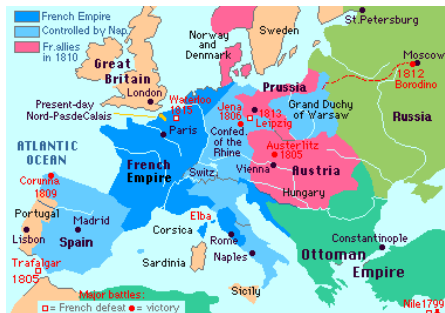 French Empire
Controlled by Nap.
Fr.allies
in 1810
Norway
and
Denmark
Sweden
St.Petersburg
Great
Britain
London
Moscow
1812
Borodino
Present-day
Nord-PasdeCalais
Waterloo
1815
Prussia
Jena
1806
1813
Leipzig
Grand Duchy
of Warsaw
Russia
Paris
Confed.
of the
Rhine
ATLANTIC
OCEAN
French
Empire
Austerlitz
1805
Switz.
Vienna
Austria
Hungary
Corunna
1809
Portugal
Madrid
Lisbon
Spain
Corsica
Elba
Rome
Naples
Sardinia
Sicily
Constantinople
Ottoman
Empire
Trafalgar
1805
Major battles:
= French defeat
= victory
Nile1799